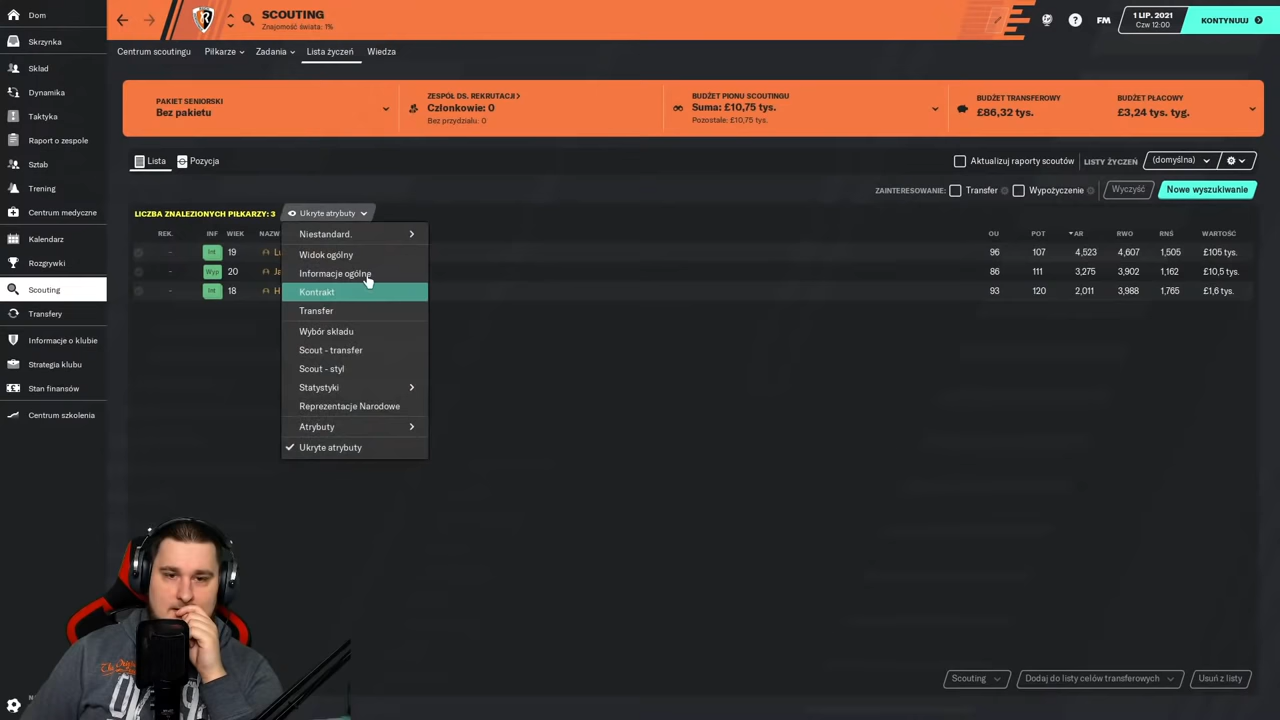 Dom
Skrzynka
Skład
Dynamika
Taktyka
Raport o zespole
Sztab
Trening
Centrum medyczne
Kalendarz
Rozgrywki
Scouting
Transfery
Informacje o klubie
Strategia klubu
Stan finansów
Centrum szkolenia
SCOUTING
Znajomość świata: 1%
FM
1 LIP. 2021
Czw 12:00
KONTYNUUJ
Centrum scoutingu
Piłkarze
Zadania
Lista życzeń
Wiedza
PAKIET SENIORSKI
Bez pakietu
ZESPÓŁ DS. REKRUTACJI
Członkowie: 0
Bez przydziału: 0
BUDŻET PIONU SCOUTINGU
Suma: £10,75 tys.
Pozostałe: £10,75 tys.
BUDŻET TRANSFEROWY
£86,32 tys.
BUDŻET PŁACOWY
£3,24 tys. tyg.
Lista
Pozycja
Aktualizuj raporty scoutów
LISTY ŻYCZEŃ
(domyślna)
ZAINTERESOWANIE:
Transfer
Wypożyczenie
Wyczyść
Nowe wyszukiwanie
LICZBA ZNALEZIONYCH PIŁKARZY: 3
Ukryte atrybuty
REK. INF WIEK NAZW OU POT AR RWO RNŚ WARTOŚĆ
- Int 19 Lu 96 107 4,523 4,607 1,505 £105 tys.
- Wyp 20 Ja 86 111 3,275 3,902 1,162 £10,5 tys.
- Int 18 H 93 120 2,011 3,988 1,765 £1,6 tys.
Niestandard.
Widok ogólny
Informacje ogólne
Kontrakt
Transfer
Wybór składu
Scout - transfer
Scout - styl
Statystyki
Reprezentacje Narodowe
Atrybuty
Ukryte atrybuty
Scouting
Dodaj do listy celów transferowych
Usuń z listy